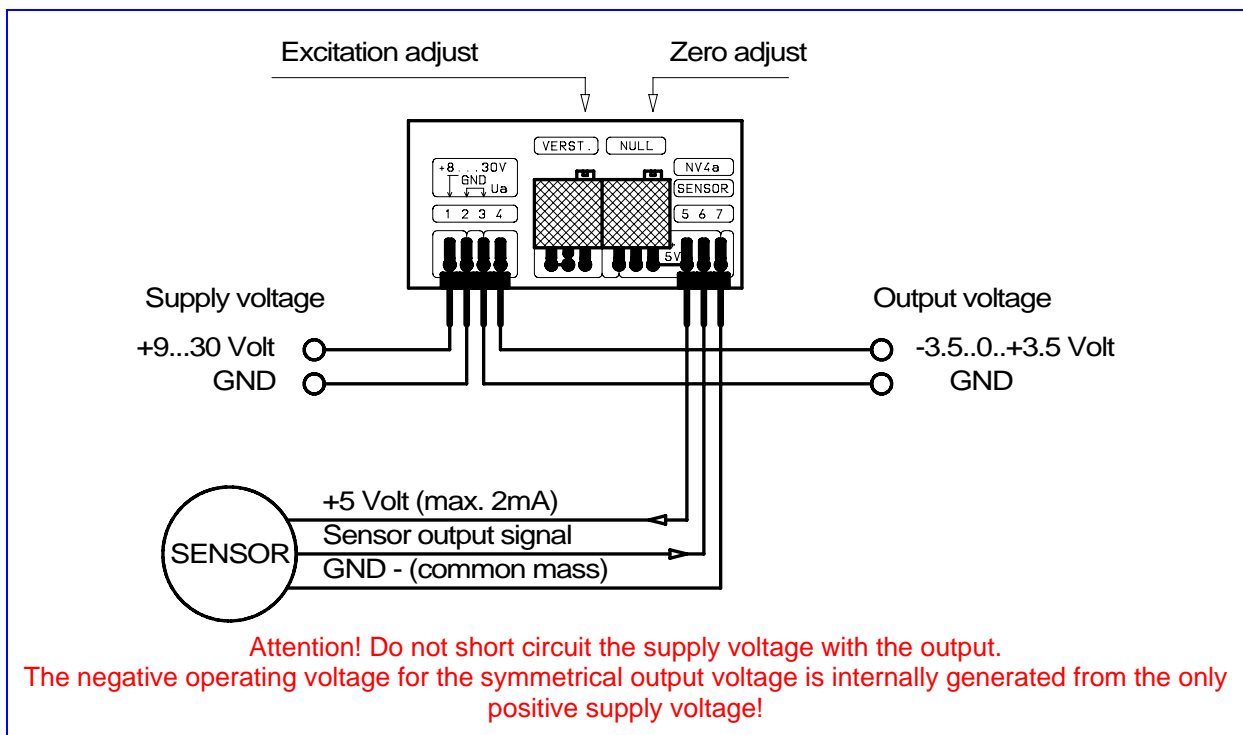 Excitation adjust
Zero adjust
VERST.
NULL
+8...30V
GND
Ua
NV4a
SENSOR
1 2 3 4
5 6 7
5V
Supply voltage
Output voltage
+9...30 Volt
-3.5..0..+3.5 Volt
GND
GND
+5 Volt (max. 2mA)
Sensor output signal
SENSOR
GND - (common mass)
Attention! Do not short circuit the supply voltage with the output.
The negative operating voltage for the symmetrical output voltage is internally generated from the only
positive supply voltage!